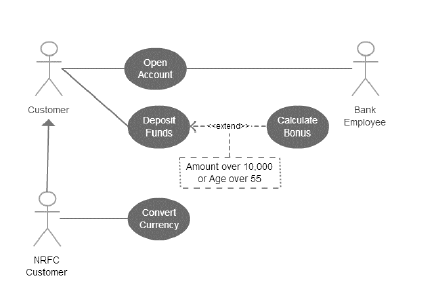 Open
Account
Customer
Bank
Employee
Deposit
Funds
<<extend>>
Calculate
Bonus
Amount over 10,000
or Age over 55
Convert
Currency
NRFC
Customer